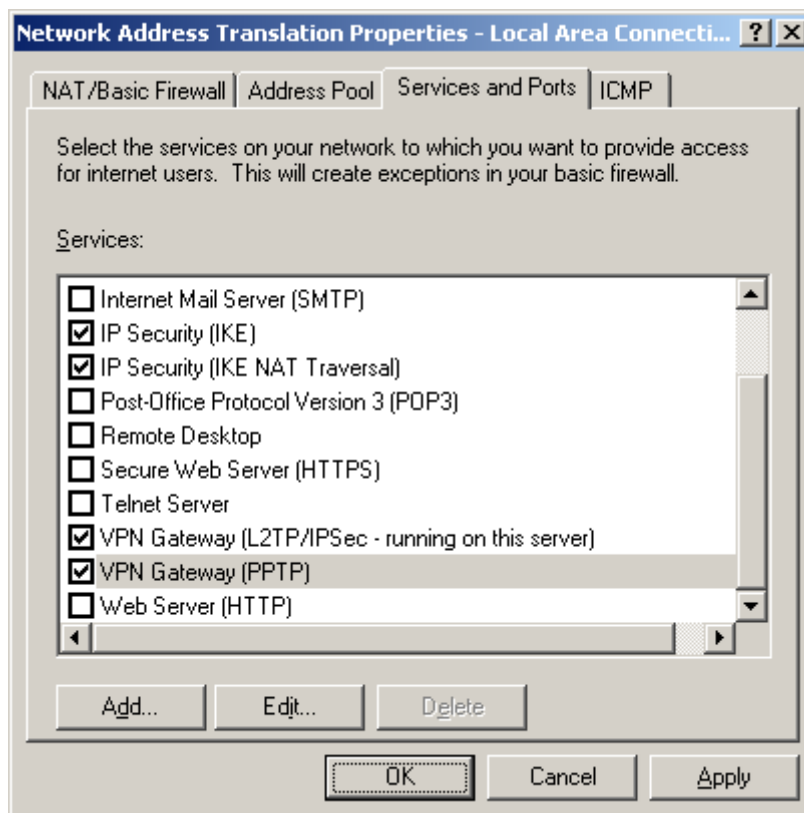 Network Address Translation Properties - Local Area Connecti...
NAT/Basic Firewall Address Pool Services and Ports ICMP
Select the services on your network to which you want to provide access
for internet users. This will create exceptions in your basic firewall.
Services:
Internet Mail Server (SMTP)
IP Security (IKE)
IP Security (IKE NAT Traversal)
Post-Office Protocol Version 3 (POP3)
Remote Desktop
Secure Web Server (HTTPS)
Telnet Server
VPN Gateway (L2TP/IPSec - running on this server)
VPN Gateway (PPTP)
Web Server (HTTP)
Add... Edit... Delete
OK Cancel Apply